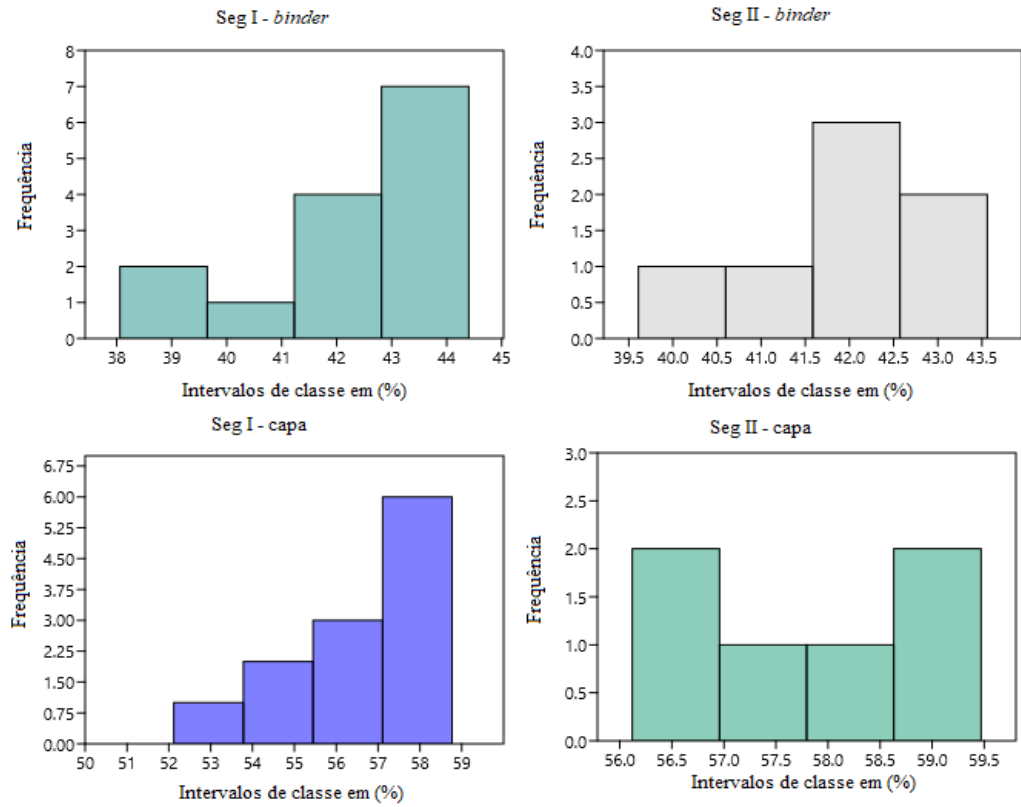 Seg I - binder
8
7
6
5
4
3
2
1
0
Frequência
38 39 40 41 42 43 44 45
Intervalos de classe em (%)
Seg II - binder
4.0
3.5
3.0
2.5
2.0
1.5
1.0
0.5
0.0
Frequência
39.5 40.0 40.5 41.0 41.5 42.0 42.5 43.0 43.5
Intervalos de classe em (%)
Seg I - capa
6.75
6.00
5.25
4.50
3.75
3.00
2.25
1.50
0.75
0.00
Frequência
50 51 52 53 54 55 56 57 58 59
Intervalos de classe em (%)
Seg II - capa
3.0
2.5
2.0
1.5
1.0
0.5
0.0
Frequência
56.0 56.5 57.0 57.5 58.0 58.5 59.0 59.5
Intervalos de classe em (%)